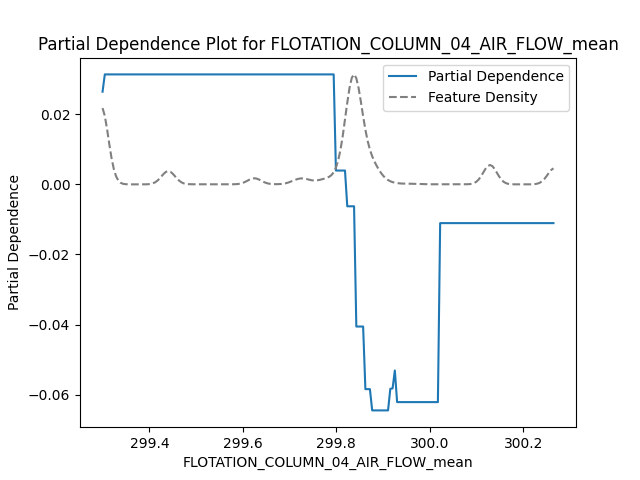 Partial Dependence Plot for FLOTATION_COLUMN_04_AIR_FLOW_mean
Partial Dependence
Feature Density
0.02
0.00
−0.02
−0.04
−0.06
Partial Dependence
299.4 299.6 299.8 300.0 300.2
FLOTATION_COLUMN_04_AIR_FLOW_mean